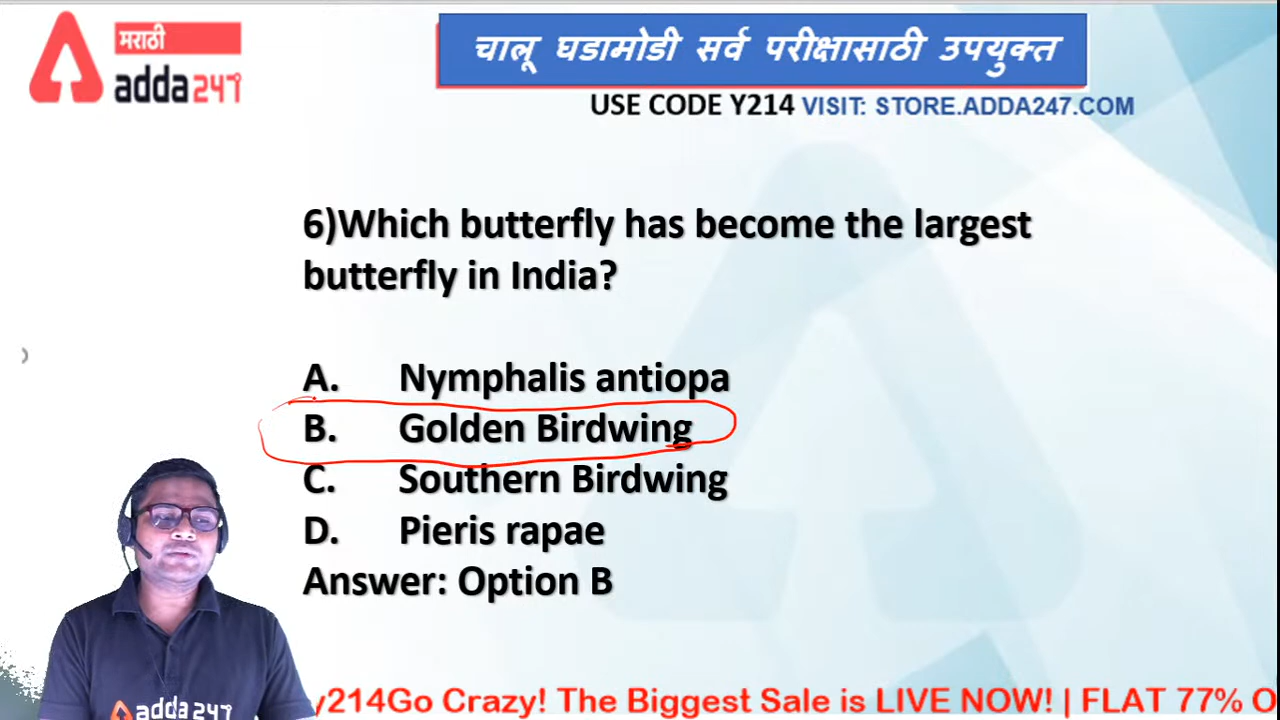 मराठी
adda247
चालू घडामोडी सर्व परीक्षासाठी उपयुक्त
USE CODE Y214 VISIT: STORE.ADDA247.COM
6)Which butterfly has become the largest
butterfly in India?
A. Nymphalis antiopa
B. Golden Birdwing
C. Southern Birdwing
D. Pieris rapae
Answer: Option B
adda247
y214Go Crazy! The Biggest Sale is LIVE NOW! | FLAT 77% O